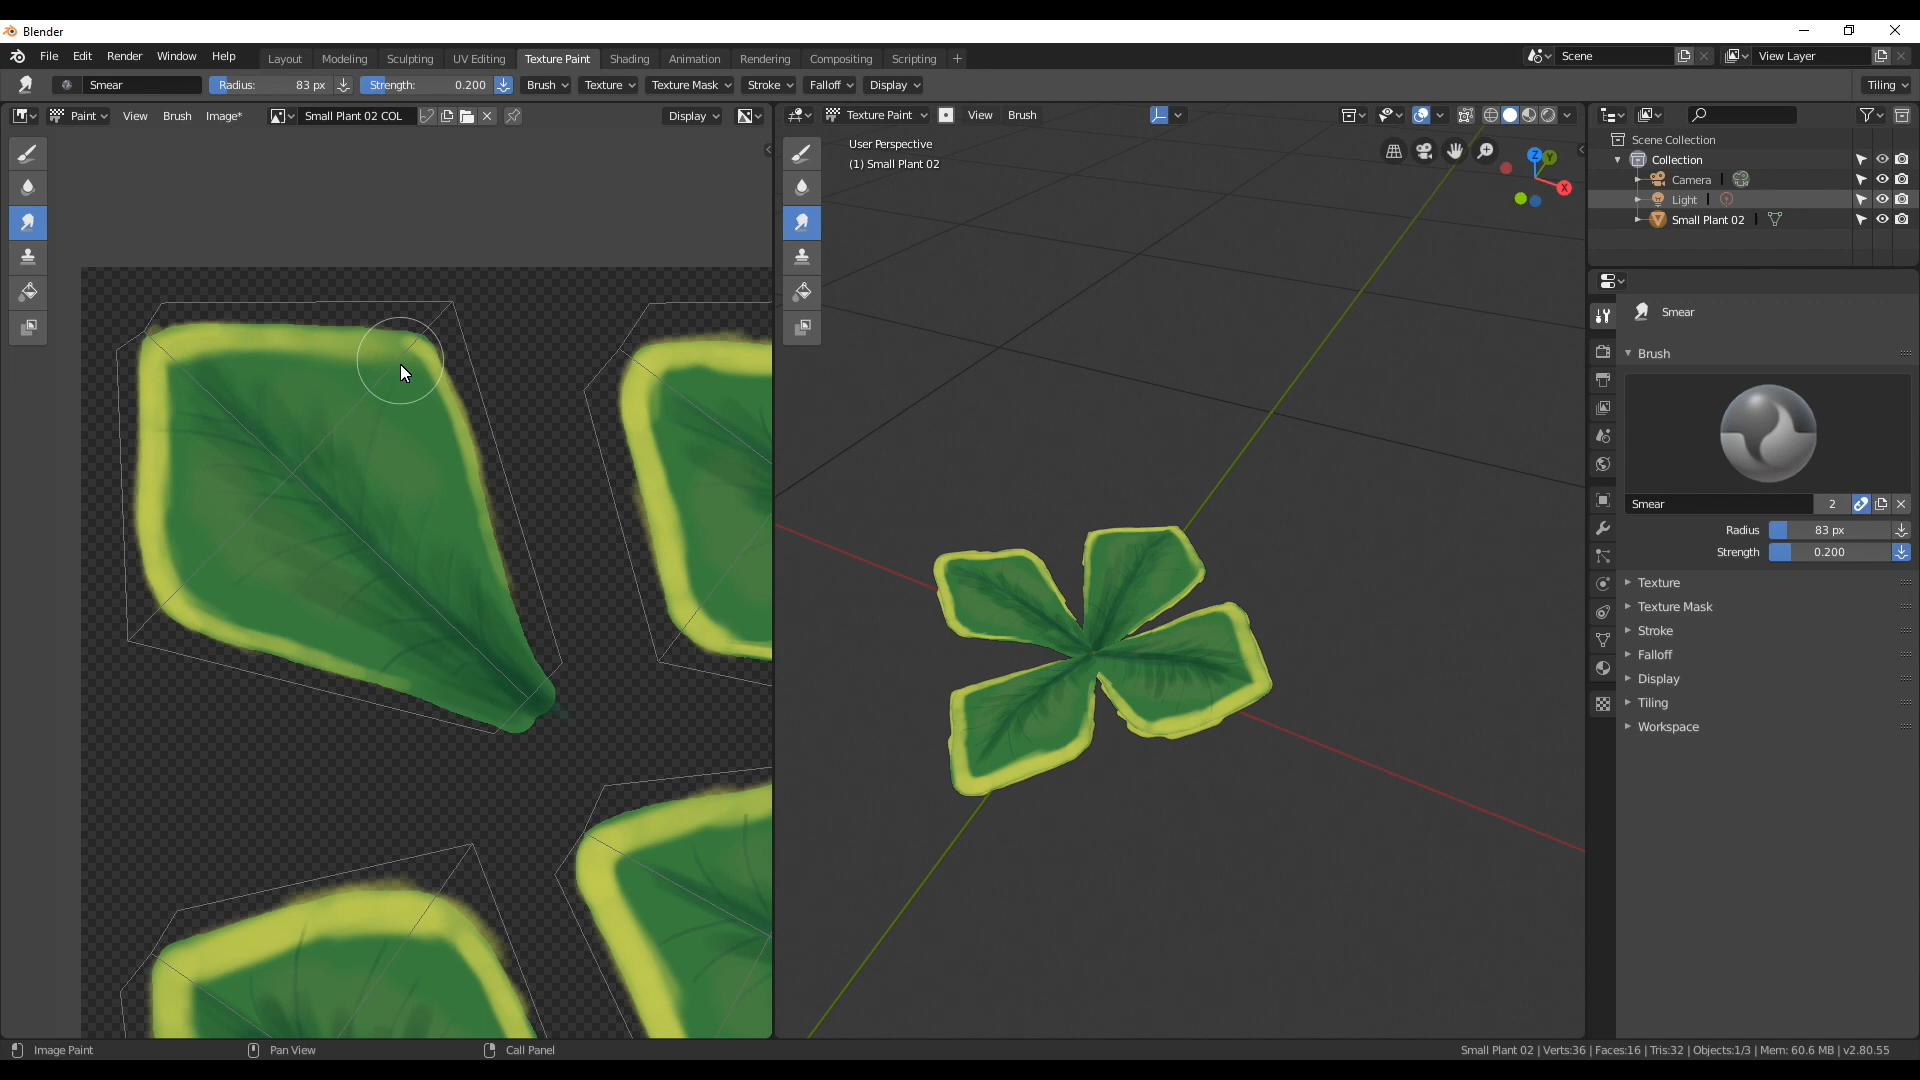 Blender
File Edit Render Window Help Layout Modeling Sculpting UV Editing Texture Paint Shading Animation Rendering Compositing Scripting + Scene View Layer
Smear Radius: 83 px Strength: 0.200 Brush Texture Texture Mask Stroke Falloff Display Tiling
Paint View Brush Image* Small Plant 02 COL Display Texture Paint View Brush
User Perspective
(1) Small Plant 02
Z Y X
Scene Collection
Collection
Camera
Light
Small Plant 02
Smear
Brush
Smear 2
Radius 83 px
Strength 0.200
Texture
Texture Mask
Stroke
Falloff
Display
Tiling
Workspace
Image Paint Pan View Call Panel Small Plant 02 | Verts:36 | Faces:16 | Tris:32 | Objects:1/3 | Mem: 60.6 MB | v2.80.55